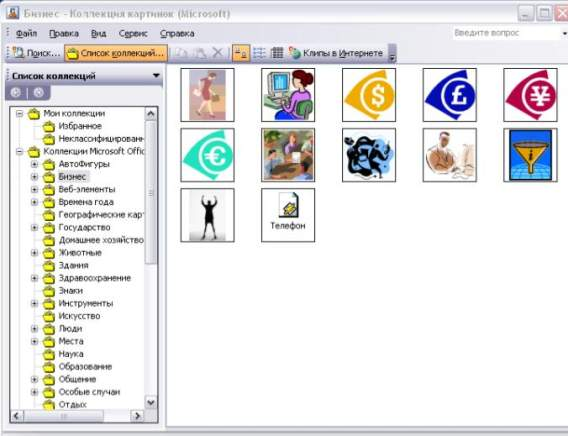 Бизнес - Коллекция картинок (Microsoft)
Файл Правка Вид Сервис Справка
Введите вопрос
Поиск... Список коллекций... Клипы в Интернете
Список коллекций
Мои коллекции
Избранное
Неклассифицированн
Коллекции Microsoft Offic
АвтоФигуры
Бизнес
Веб-элементы
Времена года
Географические кар
Государство
Домашнее хозяйство
Животные
Здания
Здравоохранение
Знаки
Инструменты
Искусство
Люди
Места
Наука
Образование
Общение
Особые случаи
Отдых
$ £ ¥
€ i
Телефон